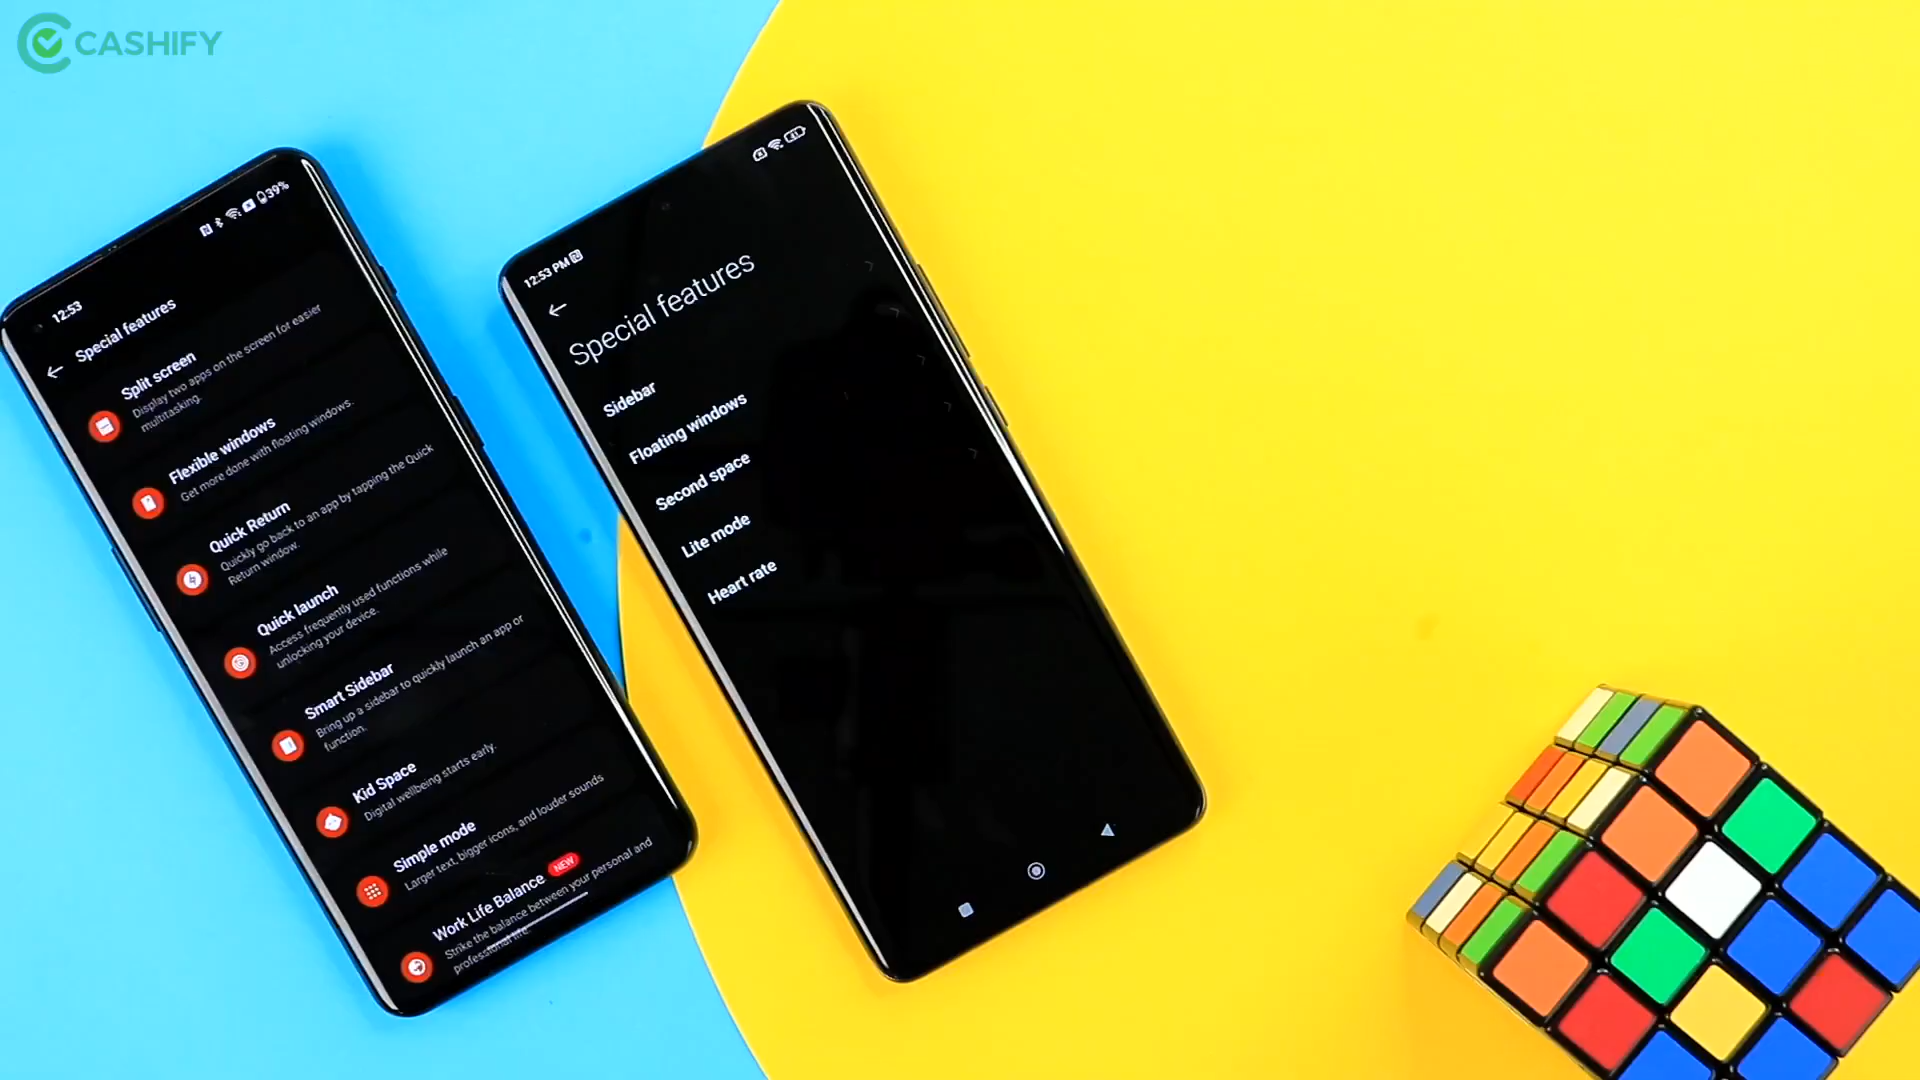 CASHIFY
39%
12:53
Special features
Split screen
Display two apps on the screen for easier
multitasking.
Flexible windows
Get more done with floating windows.
Quick Return
Quickly go back to an app by tapping the Quick
Return window.
Quick launch
Access frequently used functions while
unlocking your device.
Smart Sidebar
Bring up a sidebar to quickly launch an app or
function.
Kid Space
Digital wellbeing starts early.
Simple mode
Larger text, bigger icons, and louder sounds
Work Life Balance NEW
Strike the balance between your personal and
professional life.
12:53 PM
Special features
Sidebar
Floating windows
Second space
Lite mode
Heart rate